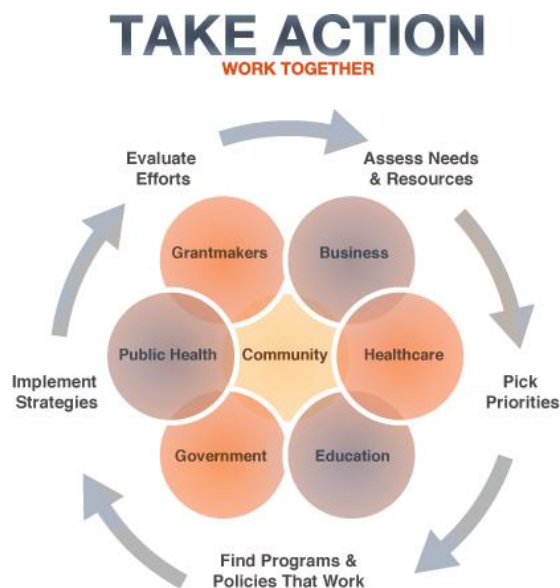 TAKE ACTION
WORK TOGETHER
Evaluate
Efforts
Assess Needs
& Resources
Grantmakers
Business
Public Health
Community
Healthcare
Implement
Strategies
Pick
Priorities
Government
Education
Find Programs &
Policies That Work